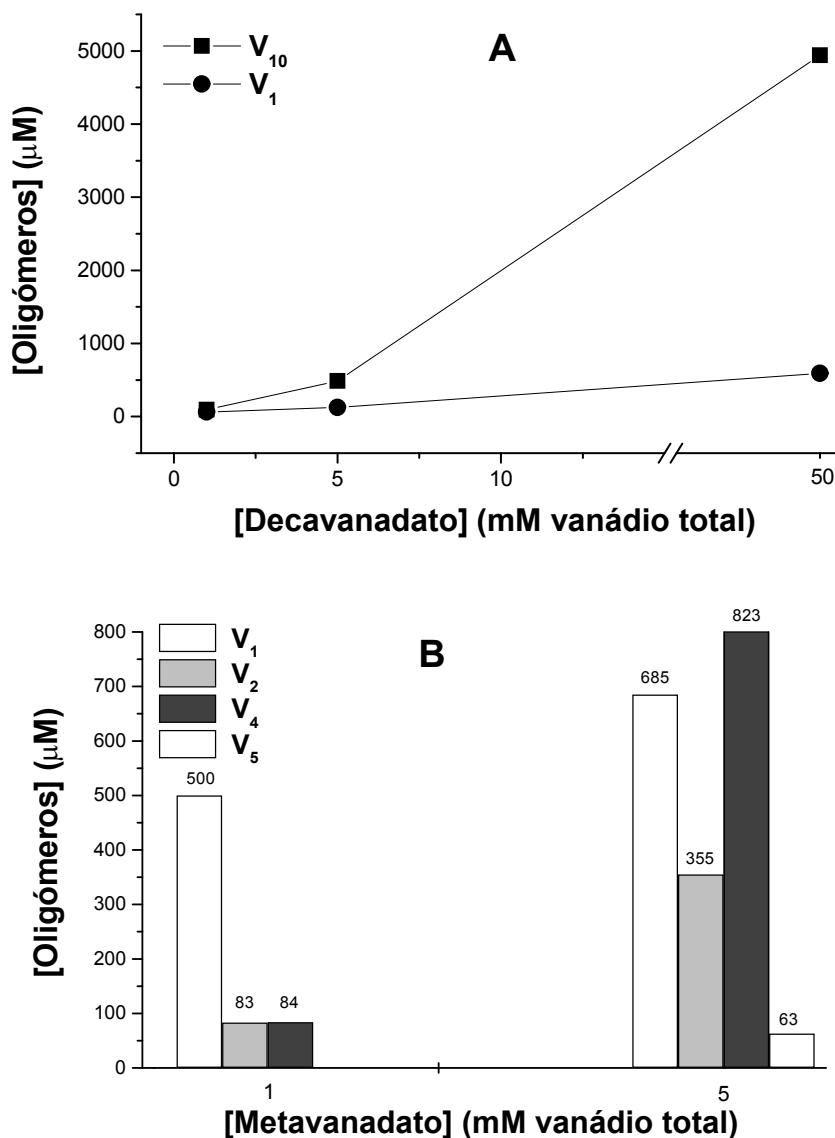 A
V10
V1
5000
4000
3000
2000
1000
0
[Oligómeros] (μM)
0 5 10 50
[Decavanadato] (mM vanádio total)
B
V1
V2
V4
V5
800
700
600
500
400
300
200
100
0
[Oligómeros] (μM)
500
83
84
685
355
823
63
1 5
[Metavanadato] (mM vanádio total)